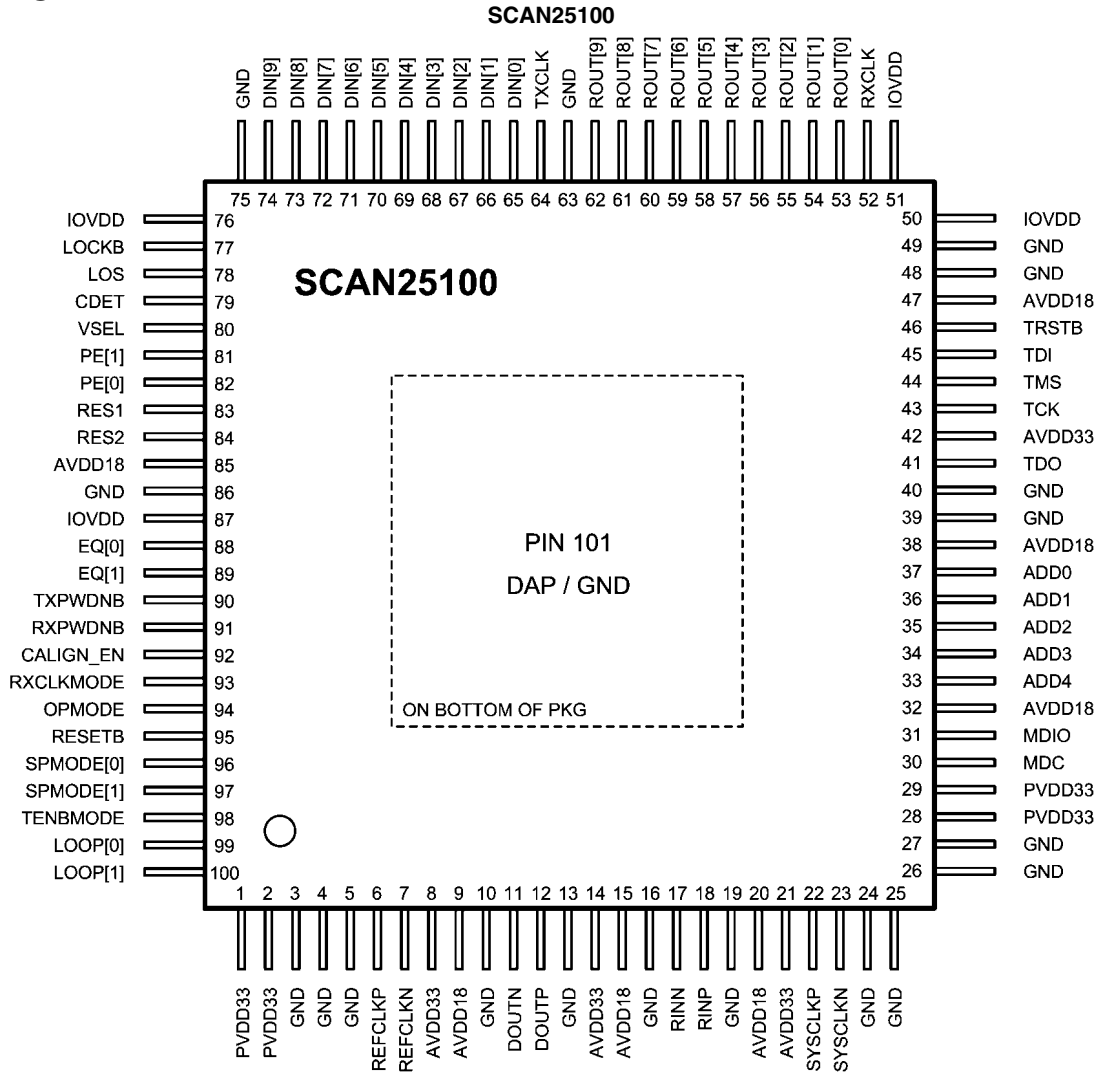 SCAN25100
GND DIN[9] DIN[8] DIN[7] DIN[6] DIN[5] DIN[4] DIN[3] DIN[2] DIN[1] DIN[0] TXCLK GND ROUT[9] ROUT[8] ROUT[7] ROUT[6] ROUT[5] ROUT[4] ROUT[3] ROUT[2] ROUT[1] ROUT[0] RXCLK IOVDD
75 74 73 72 71 70 69 68 67 66 65 64 63 62 61 60 59 58 57 56 55 54 53 52 51
IOVDD 76 50 IOVDD
LOCKB 77 49 GND
LOS 78 48 GND
SCAN25100
CDET 79 47 AVDD18
VSEL 80 46 TRSTB
PE[1] 81 45 TDI
PE[0] 82 44 TMS
RES1 83 43 TCK
RES2 84 42 AVDD33
AVDD18 85 41 TDO
GND 86 40 GND
IOVDD 87 39 GND
EQ[0] 88 PIN 101 38 AVDD18
EQ[1] 89 DAP / GND 37 ADD0
TXPWDNB 90 36 ADD1
RXPWDNB 91 35 ADD2
CALIGN_EN 92 34 ADD3
RXCLKMODE 93 33 ADD4
OPMODE 94 ON BOTTOM OF PKG 32 AVDD18
RESETB 95 31 MDIO
SPMODE[0] 96 30 MDC
SPMODE[1] 97 29 PVDD33
TENBMODE 98 28 PVDD33
LOOP[0] 99 27 GND
LOOP[1] 100 26 GND
1 2 3 4 5 6 7 8 9 10 11 12 13 14 15 16 17 18 19 20 21 22 23 24 25
PVDD33 PVDD33 GND GND GND REFCLKP REFCLKN AVDD33 AVDD18 GND DOUTN DOUTP GND AVDD33 AVDD18 GND RINN RINP GND AVDD18 AVDD33 SYSCLKP SYSCLKN GND GND